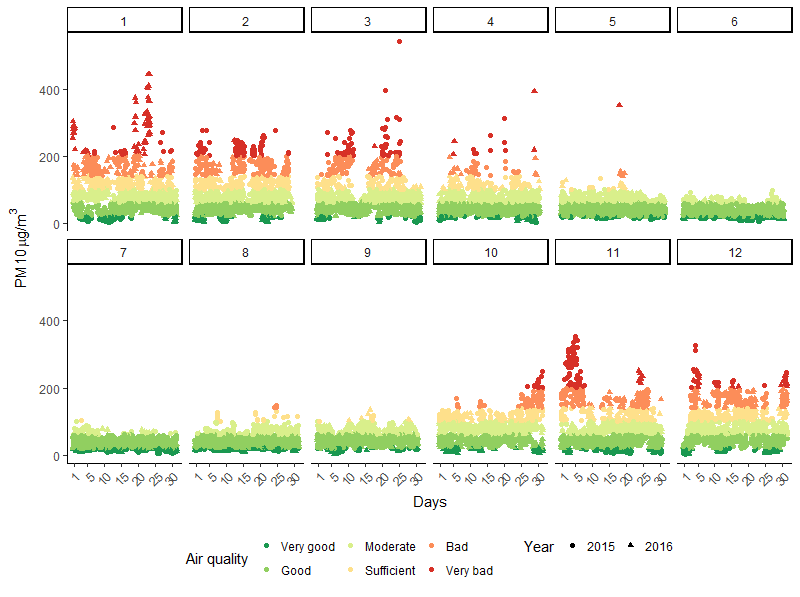 1 2 3 4 5 6
400
200
0
7 8 9 10 11 12
400
200
0
PM 10 µg/m3
1 5 10 15 20 25 30 1 5 10 15 20 25 30 1 5 10 15 20 25 30 1 5 10 15 20 25 30 1 5 10 15 20 25 30 1 5 10 15 20 25 30
Days
Air quality Very good Moderate Bad Year 2015 2016
Good Sufficient Very bad